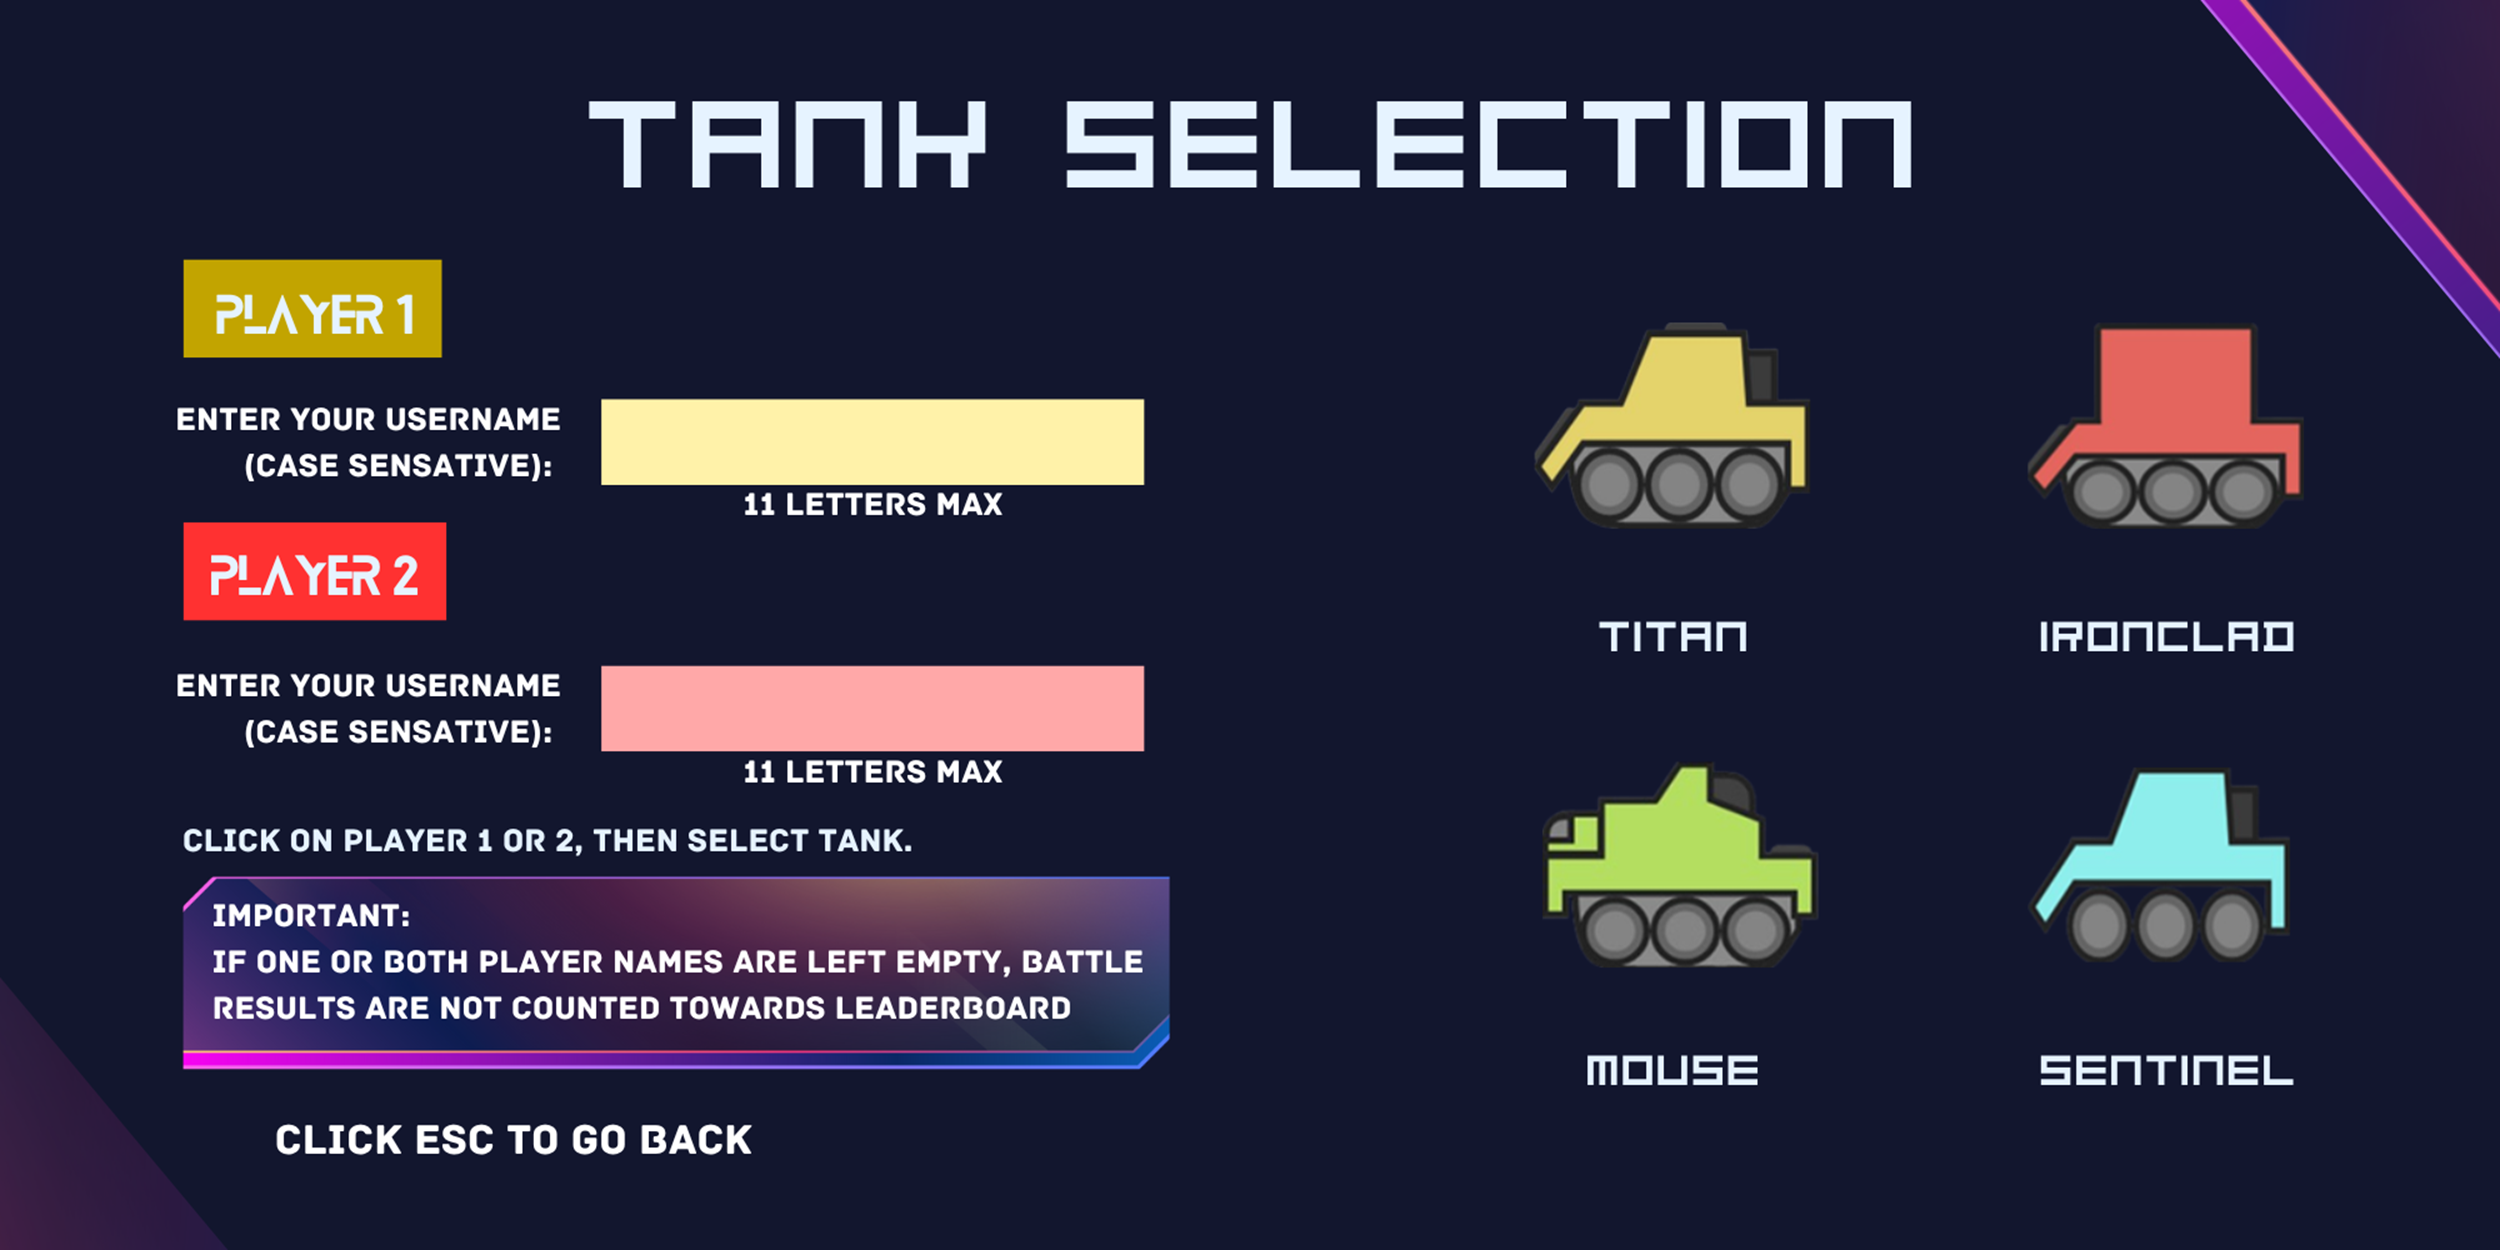 TANK SELECTION
PLAYER 1
ENTER YOUR USERNAME
(CASE SENSATIVE):
11 LETTERS MAX
PLAYER 2
ENTER YOUR USERNAME
(CASE SENSATIVE):
11 LETTERS MAX
CLICK ON PLAYER 1 OR 2, THEN SELECT TANK.
IMPORTANT:
IF ONE OR BOTH PLAYER NAMES ARE LEFT EMPTY, BATTLE
RESULTS ARE NOT COUNTED TOWARDS LEADERBOARD
CLICK ESC TO GO BACK
TITAN
IRONCLAD
MOUSE
SENTINEL